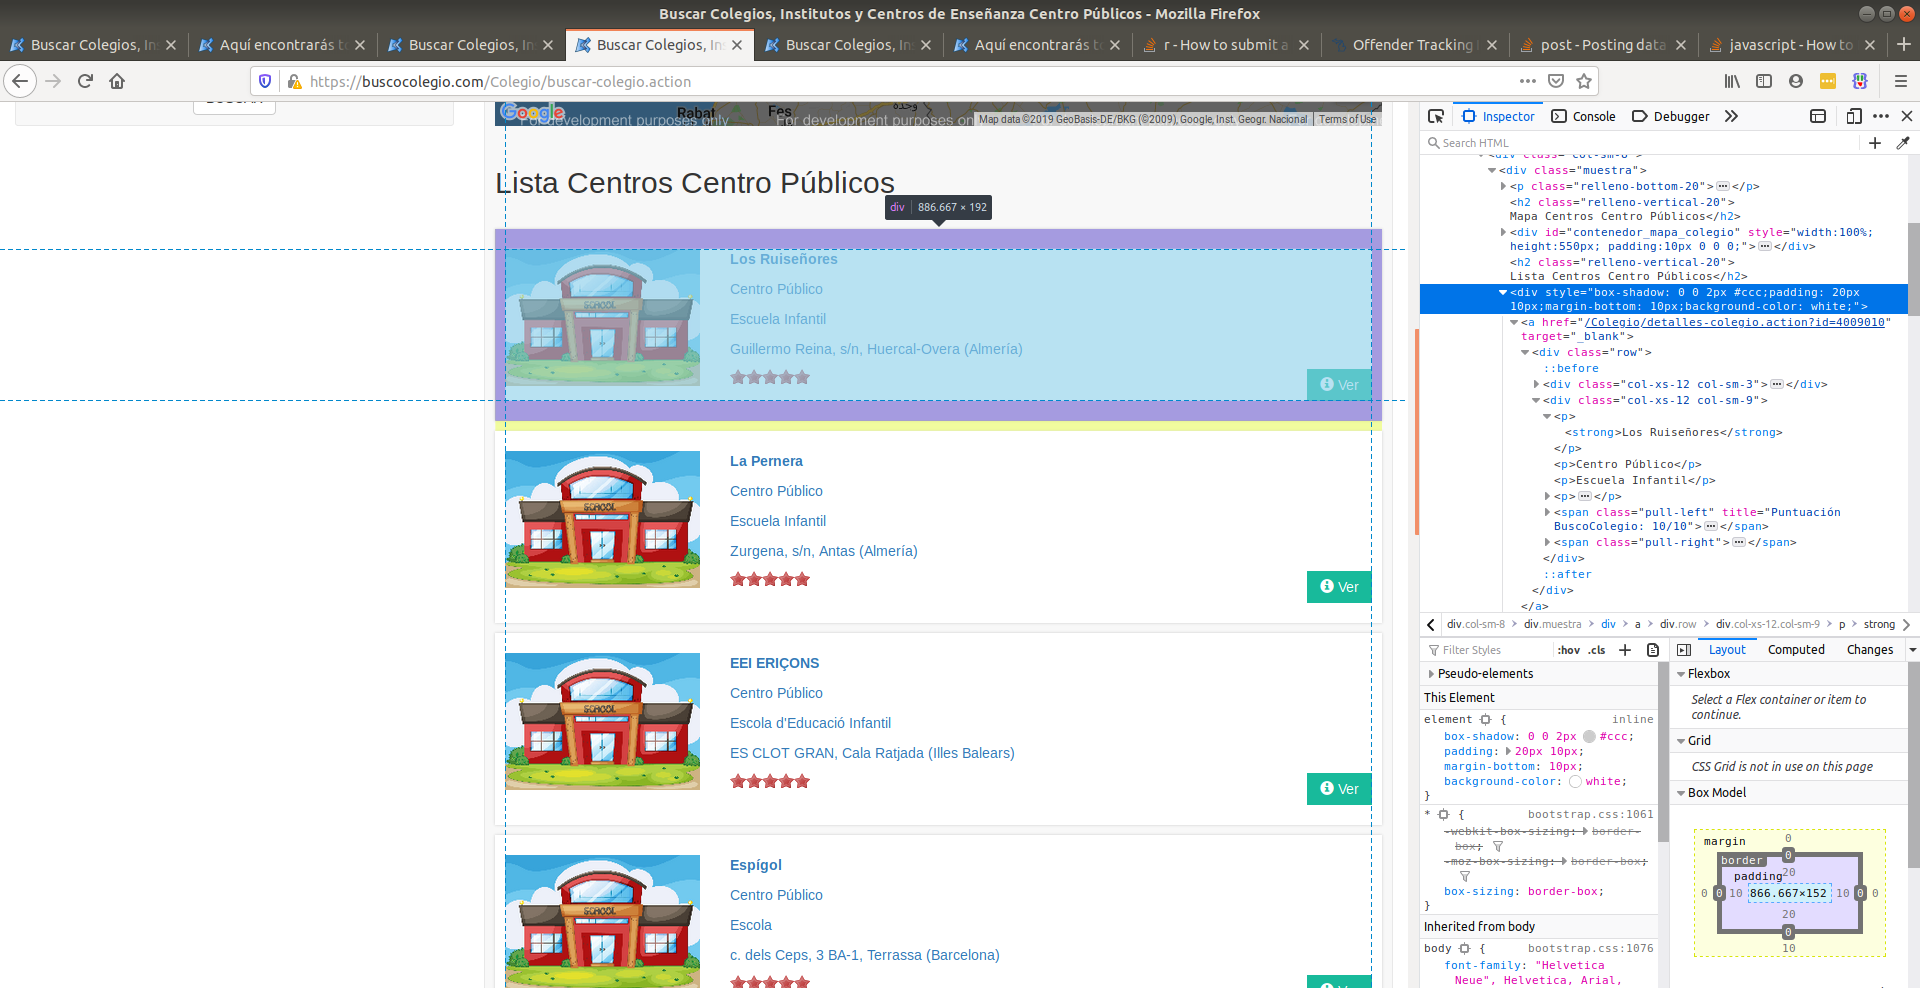 Buscar Colegios, Institutos y Centros de Enseñanza Centro Públicos - Mozilla Firefox
Buscar Colegios, In
Aquí encontrarás t
Buscar Colegios, In
Buscar Colegios, Ins
Buscar Colegios, In
Aquí encontrarás t
r - How to submit a
Offender Tracking
post - Posting data
javascript - How to
https://buscocolegio.com/Colegio/buscar-colegio.action
Google
Rabat
Fes
وجدة
For development purposes only
For development purposes on
Map data ©2019 GeoBasis-DE/BKG (©2009), Google, Inst. Geogr. Nacional
Terms of Use
Lista Centros Centro Públicos
div 886.667 × 192
Los Ruiseñores
Centro Público
Escuela Infantil
Guillermo Reina, s/n, Huercal-Overa (Almería)
Ver
SCHOOL
La Pernera
Centro Público
Escuela Infantil
Zurgena, s/n, Antas (Almería)
Ver
SCHOOL
EEI ERIÇONS
Centro Público
Escola d'Educació Infantil
ES CLOT GRAN, Cala Ratjada (Illes Balears)
Ver
SCHOOL
Espígol
Centro Público
Escola
c. dels Ceps, 3 BA-1, Terrassa (Barcelona)
SCHOOL
Inspector
Console
Debugger
Search HTML
<div class="col-sm-8">
<div class="muestra">
<p class="relleno-bottom-20">⋯</p>
<h2 class="relleno-vertical-20">
Mapa Centros Centro Públicos</h2>
<div id="contenedor_mapa_colegio" style="width:100%;
height:550px; padding:10px 0 0 0;">⋯</div>
<h2 class="relleno-vertical-20">
Lista Centros Centro Públicos</h2>
<div style="box-shadow: 0 0 2px #ccc;padding: 20px
10px;margin-bottom: 10px;background-color: white;">
<a href="/Colegio/detalles-colegio.action?id=4009010"
target="_blank">
<div class="row">
::before
<div class="col-xs-12 col-sm-3">⋯</div>
<div class="col-xs-12 col-sm-9">
<p>
<strong>Los Ruiseñores</strong>
</p>
<p>Centro Público</p>
<p>Escuela Infantil</p>
<p>⋯</p>
<span class="pull-left" title="Puntuación
BuscoColegio: 10/10">⋯</span>
<span class="pull-right">⋯</span>
</div>
::after
</div>
</a>
div.col-sm-8 > div.muestra > div > a > div.row > div.col-xs-12.col-sm-9 > p > strong
Filter Styles
:hov .cls
Layout
Computed
Changes
Pseudo-elements
This Element
element { inline
box-shadow: 0 0 2px #ccc;
padding: 20px 10px;
margin-bottom: 10px;
background-color: white;
}
* { bootstrap.css:1061
-webkit-box-sizing: border-
box;
-moz-box-sizing: border-box;
box-sizing: border-box;
}
Inherited from body
body { bootstrap.css:1076
font-family: "Helvetica
Neue", Helvetica, Arial,
Flexbox
Select a Flex container or item to
continue.
Grid
CSS Grid is not in use on this page
Box Model
margin 0
border 0
padding 20
0 0 10 866.667×152 10 0 0
20
0
10